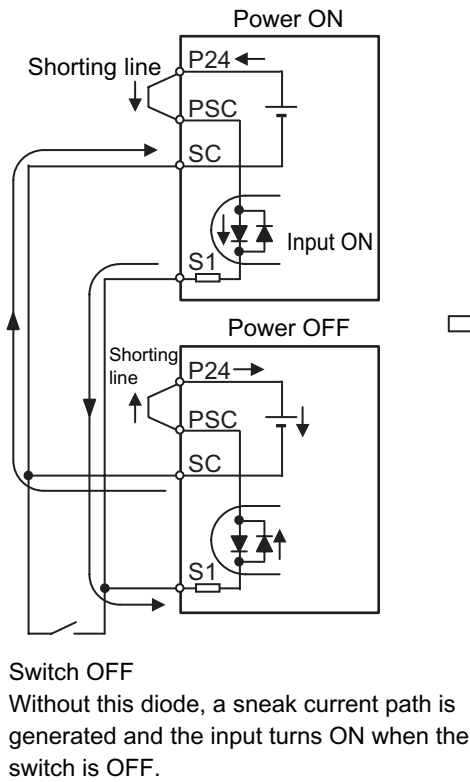 Power ON
Shorting line
P24
PSC
SC
Input ON
S1
Power OFF
Shorting
line
P24
PSC
SC
S1
Switch OFF
Without this diode, a sneak current path is
generated and the input turns ON when the
switch is OFF.